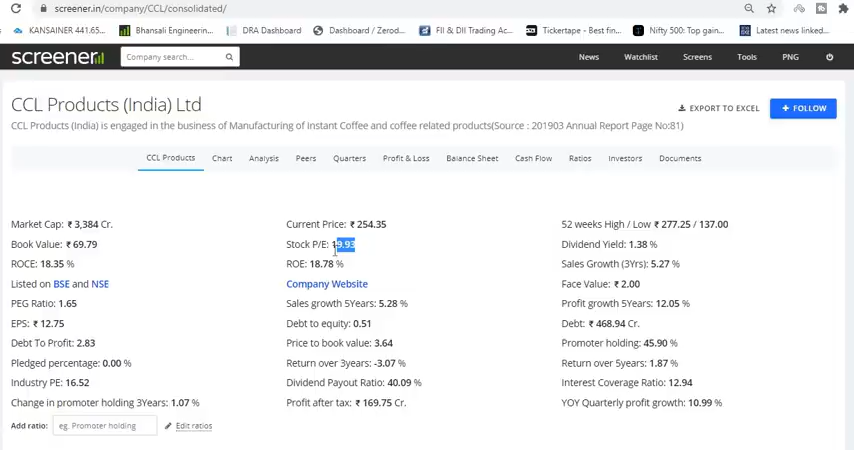 screener.in/company/CCL/consolidated/
KANSAINER 441.65... Bhansali Engineerin... DRA Dashboard Dashboard / Zerod... FII & DII Trading Ac... Tickertape - Best fin... Nifty 500: Top gain... Latest news linked...
screener Company search... News Watchlist Screens Tools PNG
CCL Products (India) Ltd
EXPORT TO EXCEL + FOLLOW
CCL Products (India) is engaged in the business of Manufacturing of Instant Coffee and coffee related products(Source : 201903 Annual Report Page No:81)
CCL Products Chart Analysis Peers Quarters Profit & Loss Balance Sheet Cash Flow Ratios Investors Documents
Market Cap: ₹ 3,384 Cr. Current Price: ₹ 254.35 52 weeks High / Low ₹ 277.25 / 137.00
Book Value: ₹ 69.79 Stock P/E: 19.93 Dividend Yield: 1.38 %
ROCE: 18.35 % ROE: 18.78 % Sales Growth (3Yrs): 5.27 %
Listed on BSE and NSE Company Website Face Value: ₹ 2.00
PEG Ratio: 1.65 Sales growth 5Years: 5.28 % Profit growth 5Years: 12.05 %
EPS: ₹ 12.75 Debt to equity: 0.51 Debt: ₹ 468.94 Cr.
Debt To Profit: 2.83 Price to book value: 3.64 Promoter holding: 45.90 %
Pledged percentage: 0.00 % Return over 3years: -3.07 % Return over 5years: 1.87 %
Industry PE: 16.52 Dividend Payout Ratio: 40.09 % Interest Coverage Ratio: 12.94
Change in promoter holding 3Years: 1.07 % Profit after tax: ₹ 169.75 Cr. YOY Quarterly profit growth: 10.99 %
Add ratio: eg. Promoter holding Edit ratios